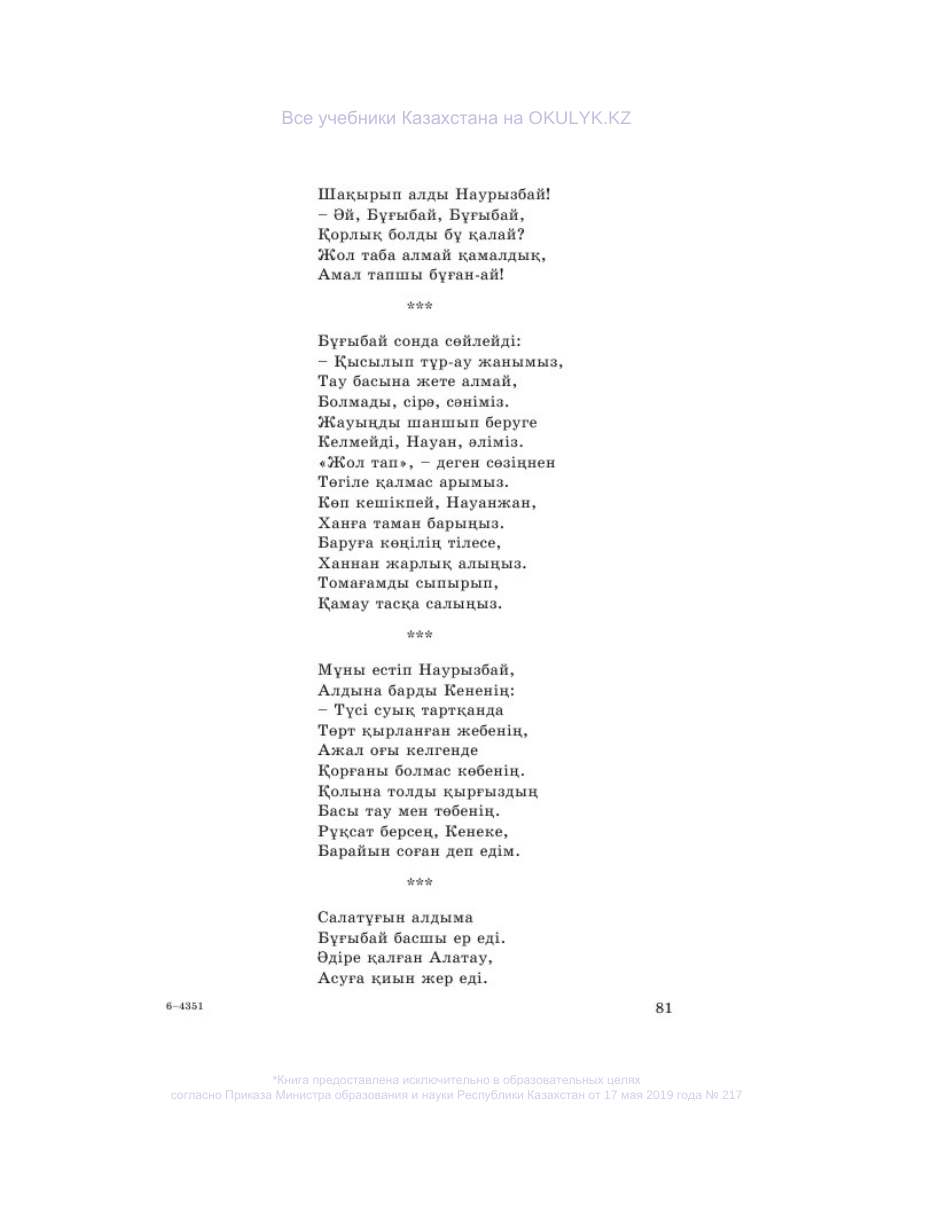 Все учебники Казахстана на OKULYK.KZ
Шақырып алды Наурызбай!
– Әй, Бұғыбай, Бұғыбай,
Қорлық болды бұ қалай?
Жол таба алмай қамалдық,
Амал тапшы бұған-ай!
***
Бұғыбай сонда сөйлейді:
– Қысылып тұр-ау жанымыз,
Тау басына жете алмай,
Болмады, сірә, сәніміз.
Жауыңды шаншып беруге
Келмейді, Науан, әліміз.
«Жол тап», – деген сөзіңнен
Төгіле қалмас арымыз.
Көп кешікпей, Науанжан,
Ханға таман барыңыз.
Баруға көңілің тілесе,
Ханнан жарлық алыңыз.
Томағамды сыпырып,
Қамау тасқа салыңыз.
***
Мұны естіп Наурызбай,
Алдына барды Кененің:
– Түсі суық тартқанда
Төрт қырланған жебенің,
Ажал оғы келгенде
Қорғаны болмас көбенің.
Қолына толды қырғыздың
Басы тау мен төбенің.
Рұқсат берсең, Кенеке,
Барайын соған деп едім.
***
Салатұғын алдыма
Бұғыбай басшы ер еді.
Әдіре қалған Алатау,
Асуға қиын жер еді.
6–4351
81
*Книга предоставлена исключительно в образовательных целях
согласно Приказа Министра образования и науки Республики Казахстан от 17 мая 2019 года № 217